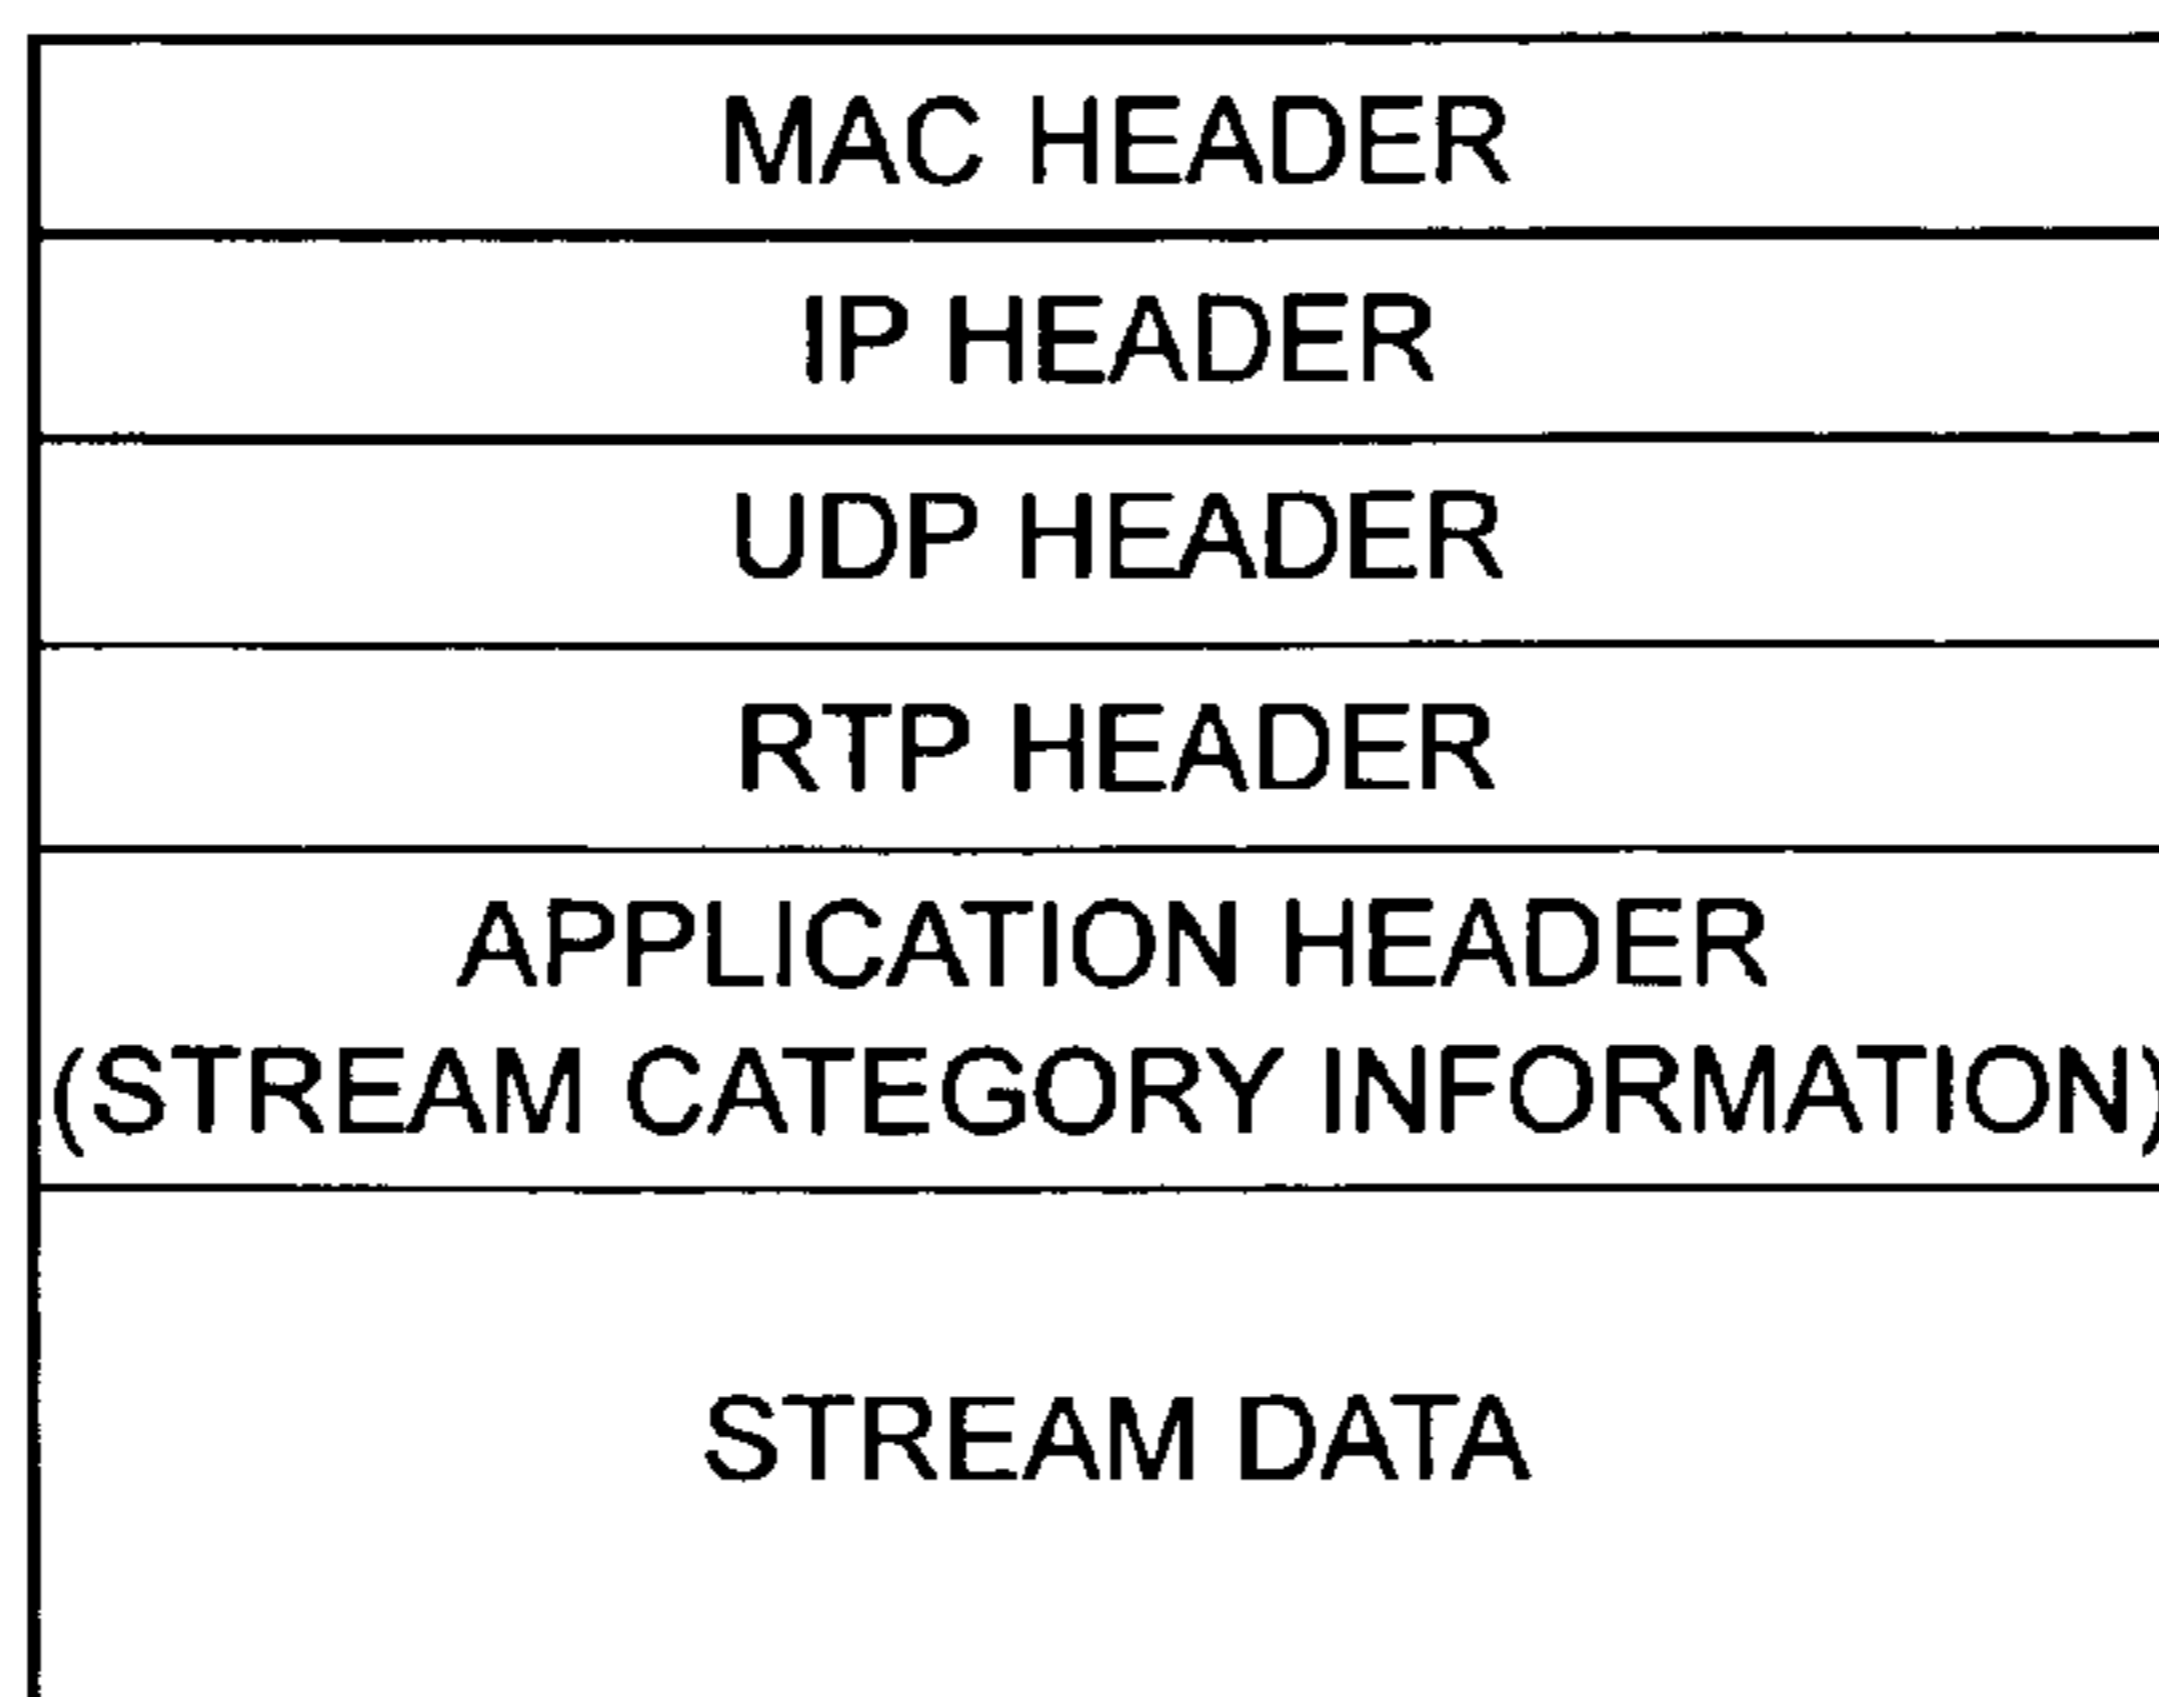 MAC HEADER
IP HEADER
UDP HEADER
RTP HEADER
APPLICATION HEADER
(STREAM CATEGORY INFORMATION)
STREAM DATA